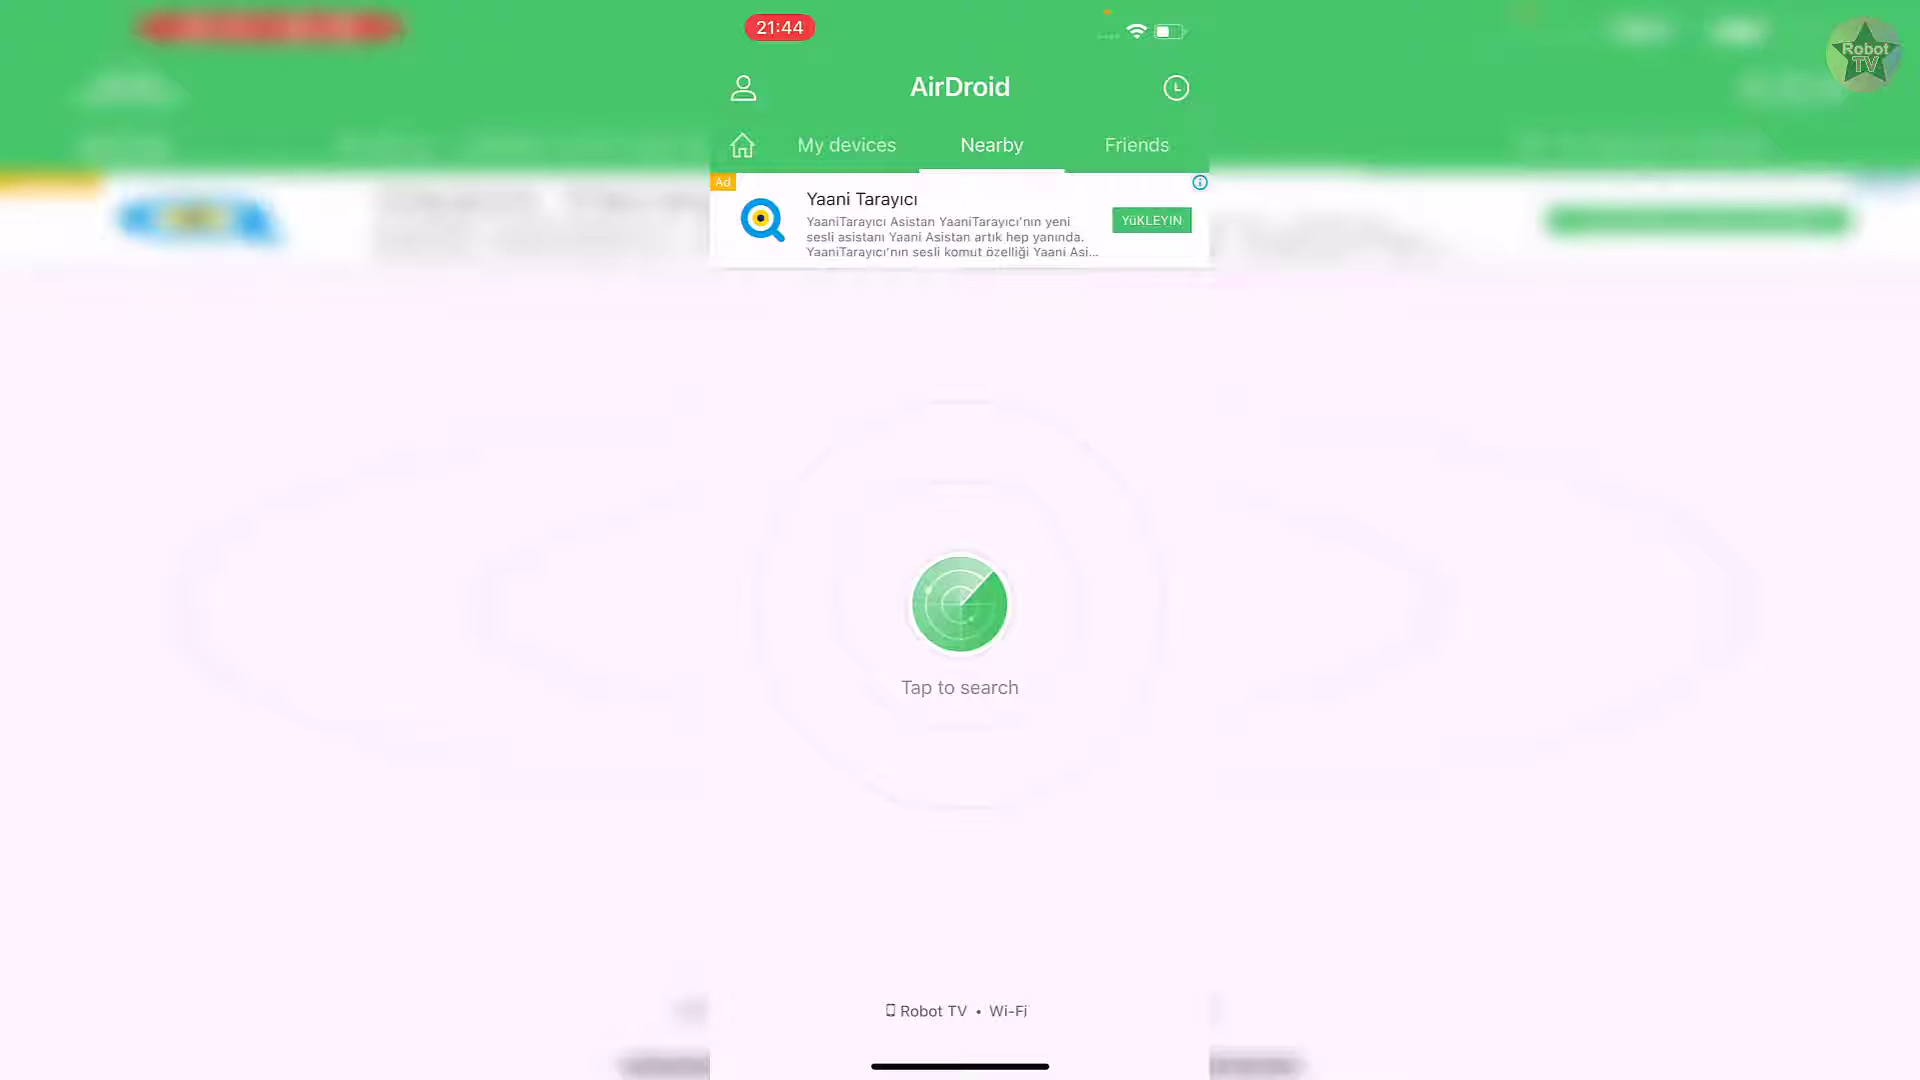 21:44
Robot
TV
AirDroid
My devices
Nearby
Friends
Ad
Yaani Tarayıcı
YaaniTarayıcı Asistan YaaniTarayıcı'nın yeni
sesli asistanı Yaani Asistan artık hep yanında.
YaaniTarayıcı'nın sesli komut özelliği Yaani Asi...
YüKLEYIN
Tap to search
Robot TV • Wi-Fi